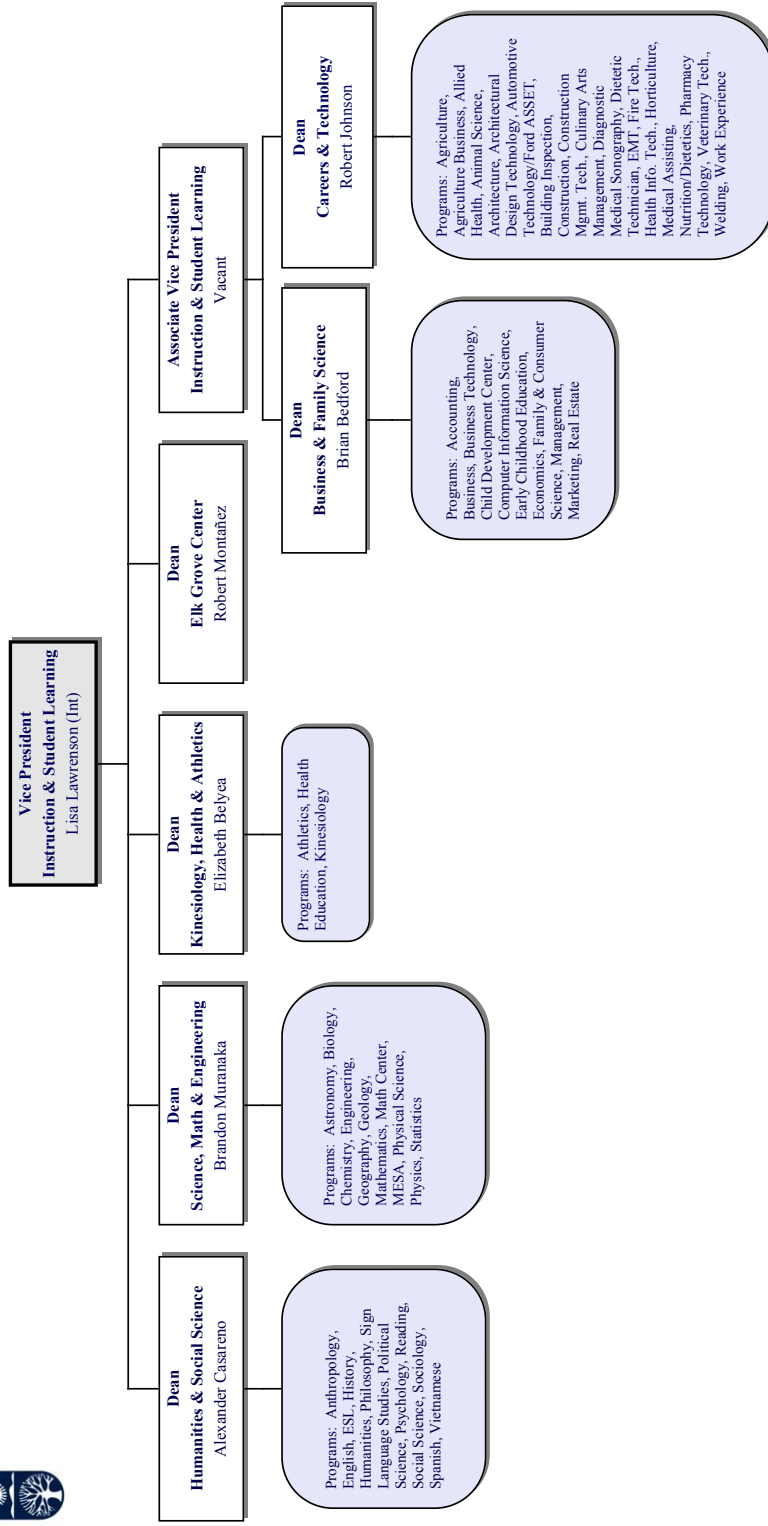 Vice President
Instruction & Student Learning
Lisa Lawrenson (Int)
Dean
Humanities & Social Science
Alexander Casareno
Programs: Anthropology,
English, ESL, History,
Humanities, Philosophy, Sign
Language Studies, Political
Science, Psychology, Reading,
Social Science, Sociology,
Spanish, Vietnamese
Dean
Science, Math & Engineering
Brandon Muranaka
Programs: Astronomy, Biology,
Chemistry, Engineering,
Geography, Geology,
Mathematics, Math Center,
MESA, Physical Science,
Physics, Statistics
Dean
Kinesiology, Health & Athletics
Elizabeth Belyea
Programs: Athletics, Health
Education, Kinesiology
Dean
Elk Grove Center
Robert Montañez
Associate Vice President
Instruction & Student Learning
Vacant
Dean
Business & Family Science
Brian Bedford
Programs: Accounting,
Business, Business Technology,
Child Development Center,
Computer Information Science,
Early Childhood Education,
Economics, Family & Consumer
Science, Management,
Marketing, Real Estate
Dean
Careers & Technology
Robert Johnson
Programs: Agriculture,
Agriculture Business, Allied
Health, Animal Science,
Architecture, Architectural
Design Technology, Automotive
Technology/Ford ASSET,
Building Inspection,
Construction, Construction
Mgmt. Tech., Culinary Arts
Management, Diagnostic
Medical Sonography, Dietetic
Technician, EMT, Fire Tech.,
Health Info. Tech., Horticulture,
Medical Assisting,
Nutrition/Dietetics, Pharmacy
Technology, Veterinary Tech.,
Welding, Work Experience